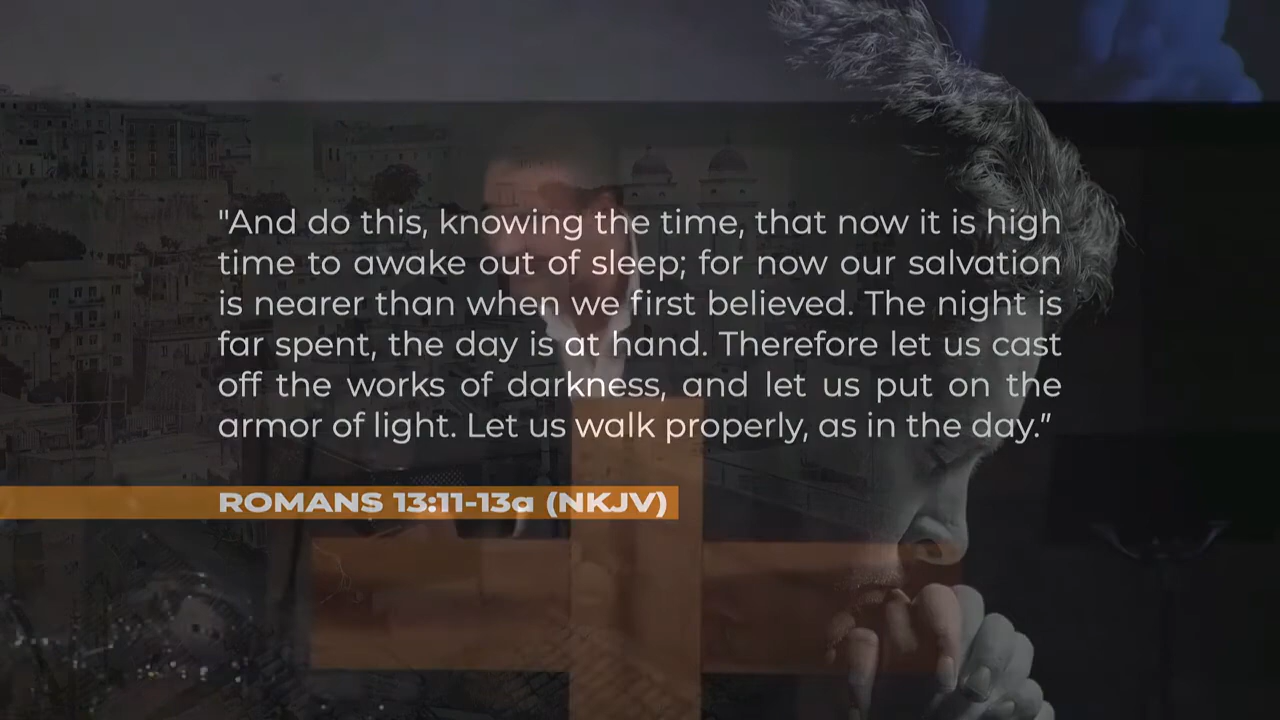 "And do this, knowing the time, that now it is high
time to awake out of sleep; for now our salvation
is nearer than when we first believed. The night is
far spent, the day is at hand. Therefore let us cast
off the works of darkness, and let us put on the
armor of light. Let us walk properly, as in the day.”
ROMANS 13:11-13a (NKJV)